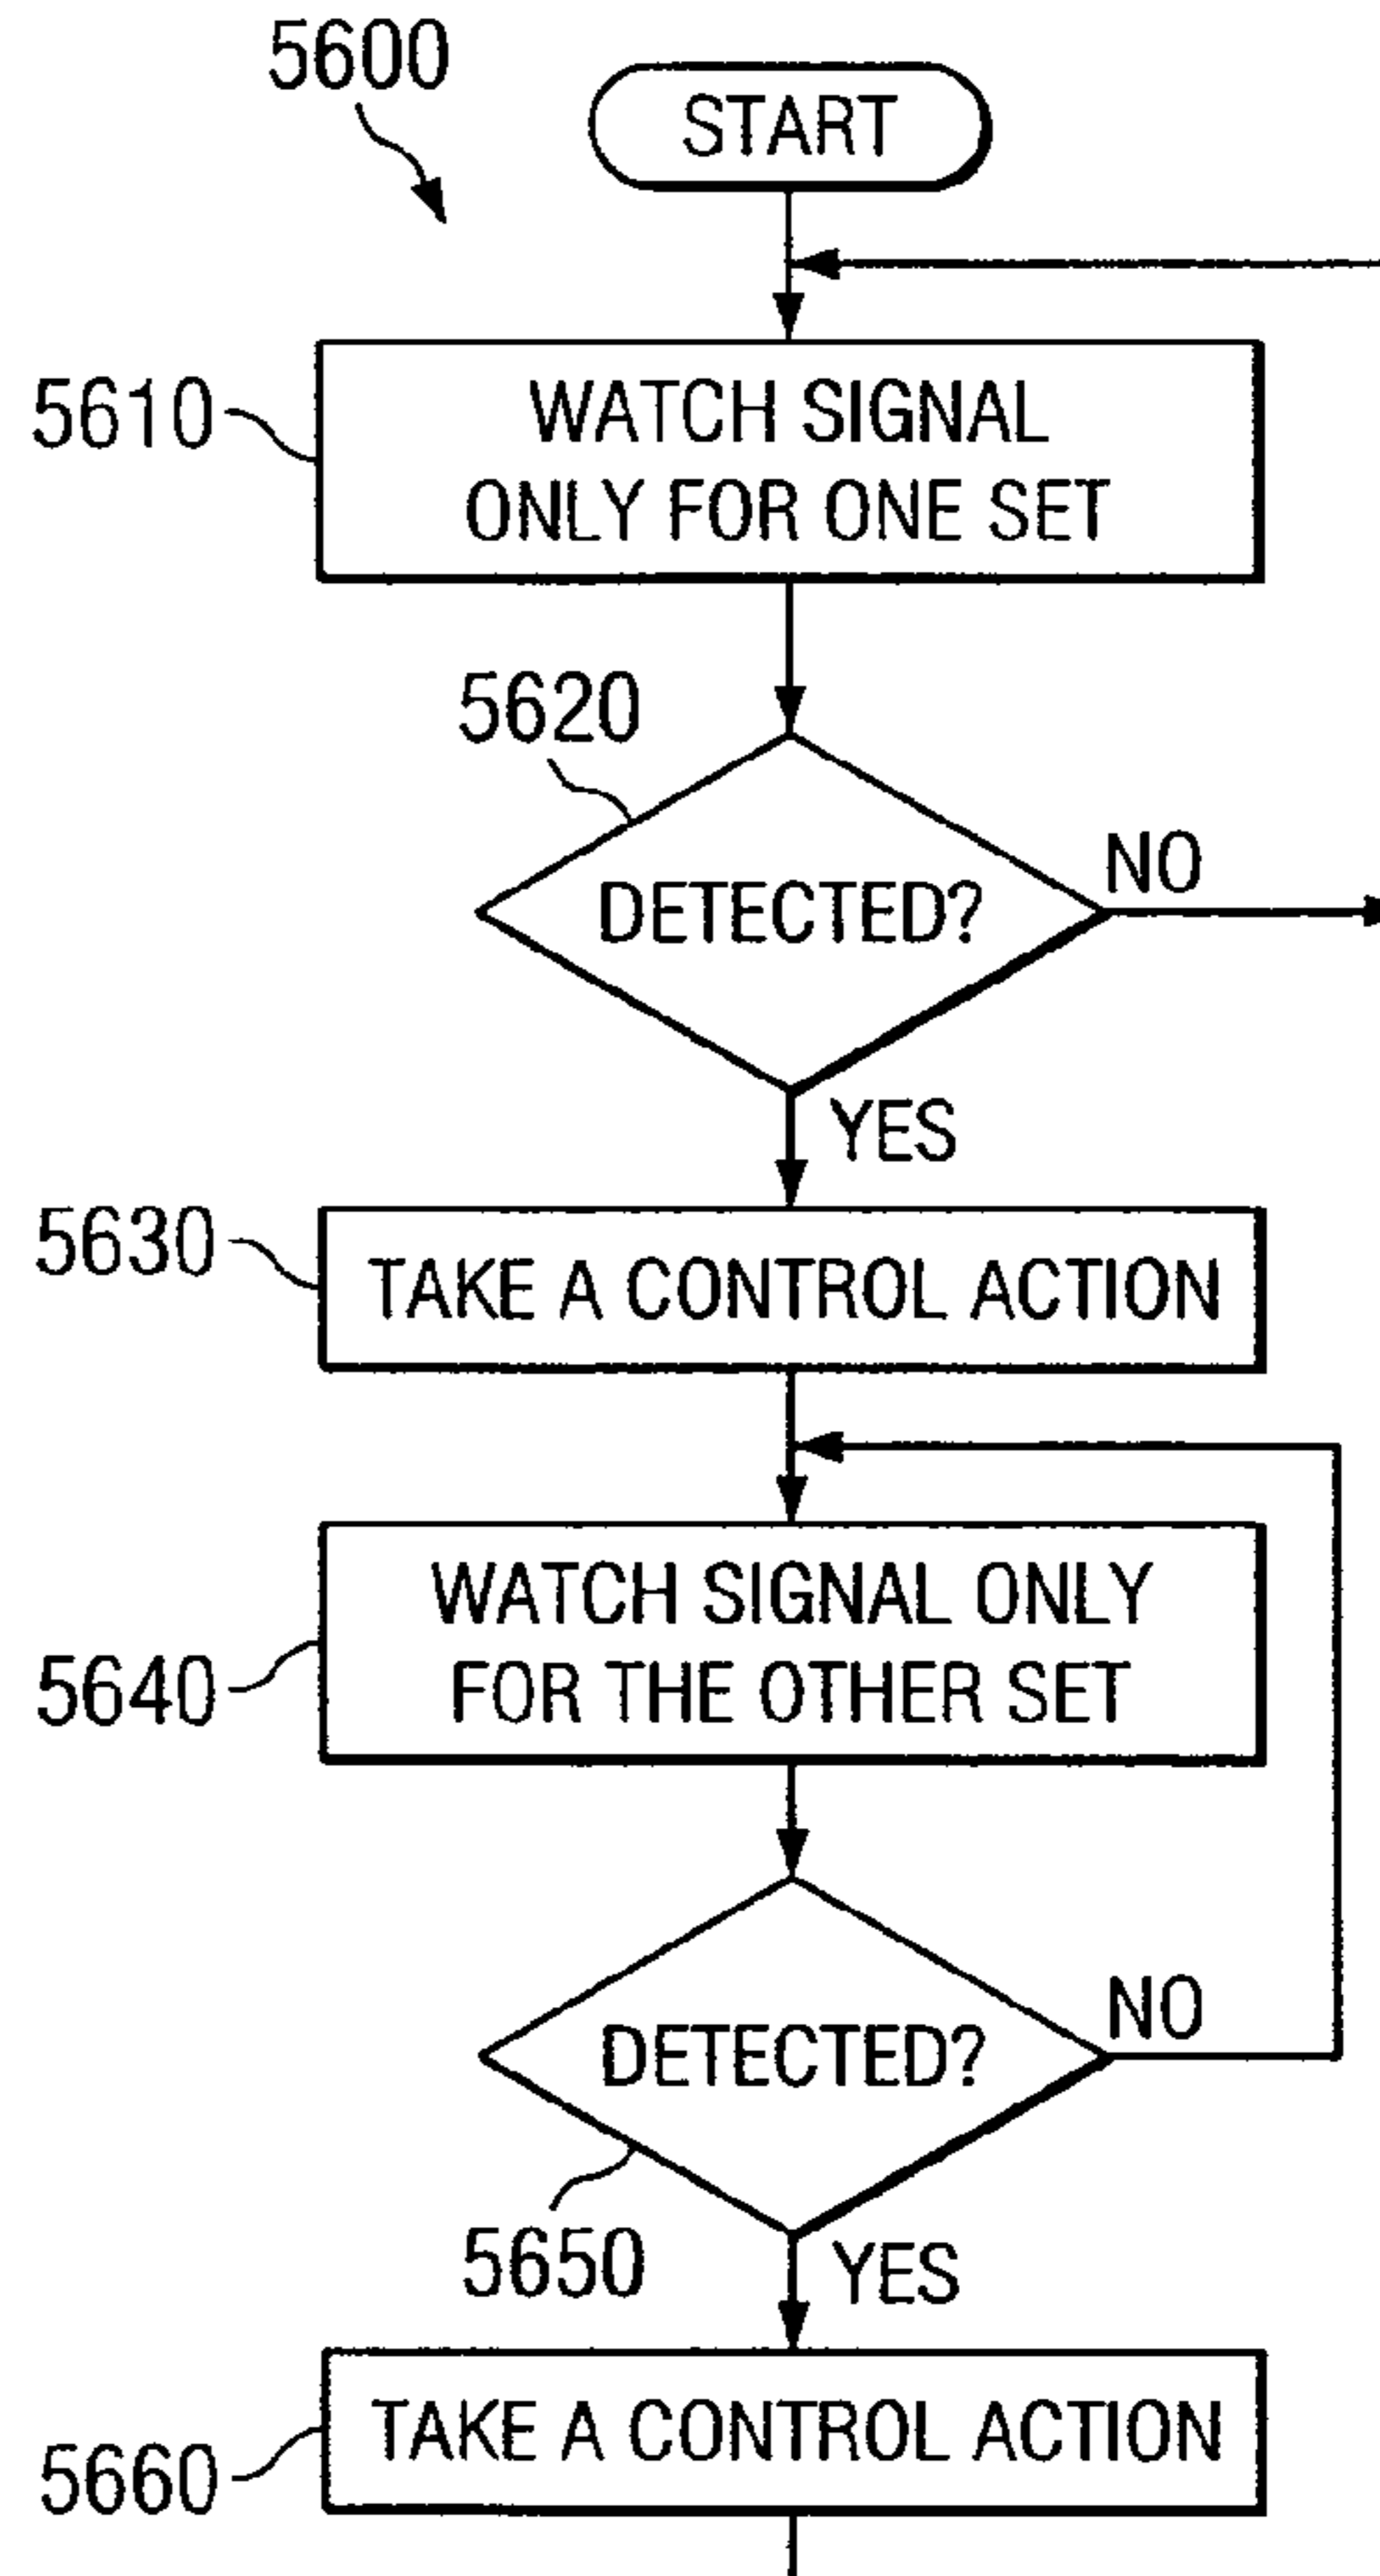 5600
START
5610
WATCH SIGNAL
ONLY FOR ONE SET
5620
DETECTED?
NO
YES
5630
TAKE A CONTROL ACTION
5640
WATCH SIGNAL ONLY
FOR THE OTHER SET
DETECTED?
NO
5650
YES
5660
TAKE A CONTROL ACTION